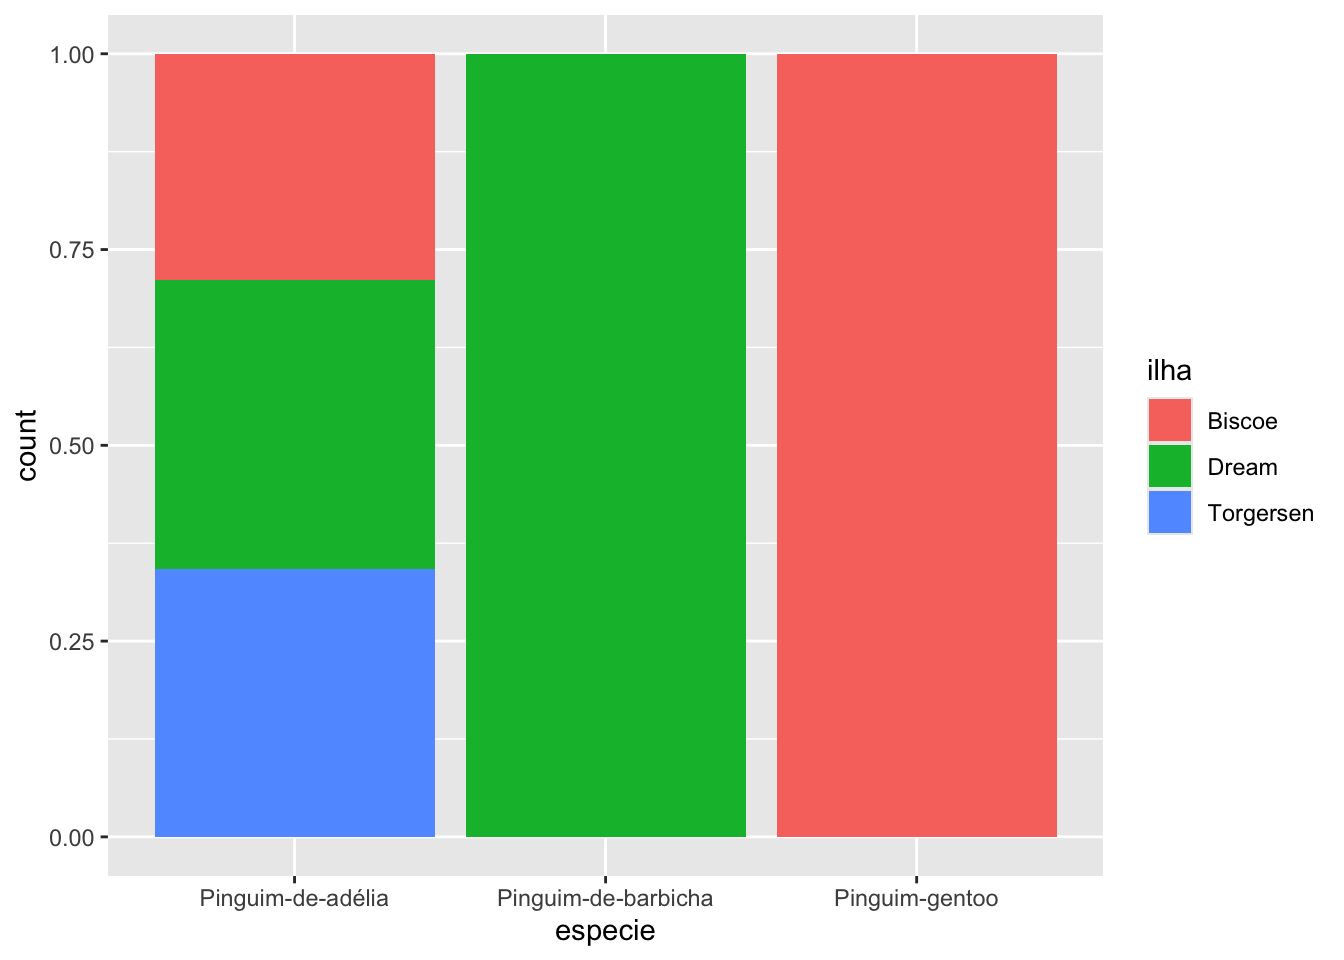 count
1.00
0.75
0.50
0.25
0.00
Pinguim-de-adélia
Pinguim-de-barbicha
Pinguim-gentoo
especie
ilha
Biscoe
Dream
Torgersen